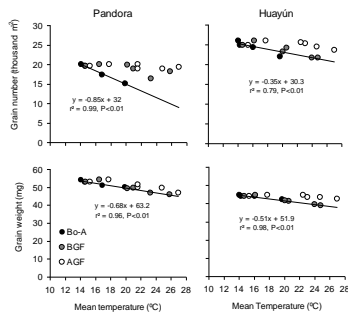 Pandora
Huayún
Grain number (thousand m²)
30
25
20
15
10
5
0
y = -0.85x + 32
r² = 0.99, P<0.01
y = -0.35x + 30.3
r² = 0.79, P<0.01
Grain weight (mg)
60
50
40
30
20
10
0
y = -0.68x + 63.2
r² = 0.96, P<0.01
Bo-A
BGF
AGF
y = -0.51x + 51.9
r² = 0.98, P<0.01
10 12 14 16 18 20 22 24 26 28
10 12 14 16 18 20 22 24 26 28
Mean temperature (ºC)
Mean Temperature (ºC)